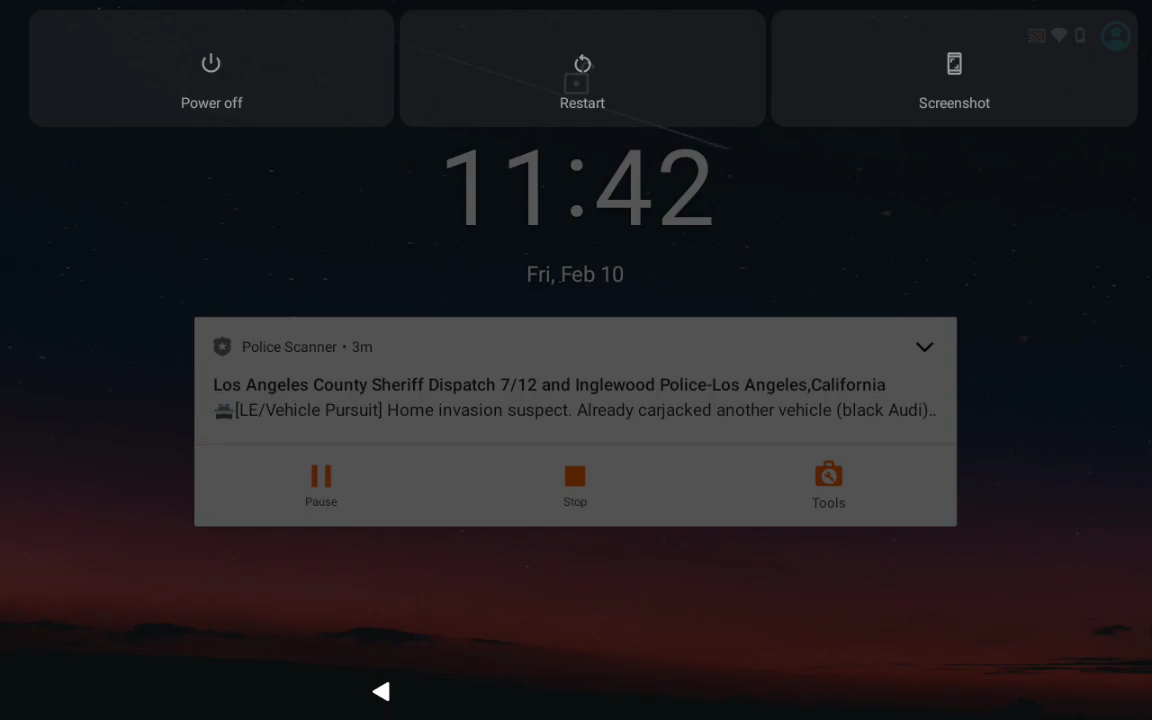 Power off
Restart
Screenshot
11:42
Fri, Feb 10
Police Scanner • 3m
Los Angeles County Sheriff Dispatch 7/12 and Inglewood Police-Los Angeles,California
🚔[LE/Vehicle Pursuit] Home invasion suspect. Already carjacked another vehicle (black Audi)..
Pause
Stop
Tools